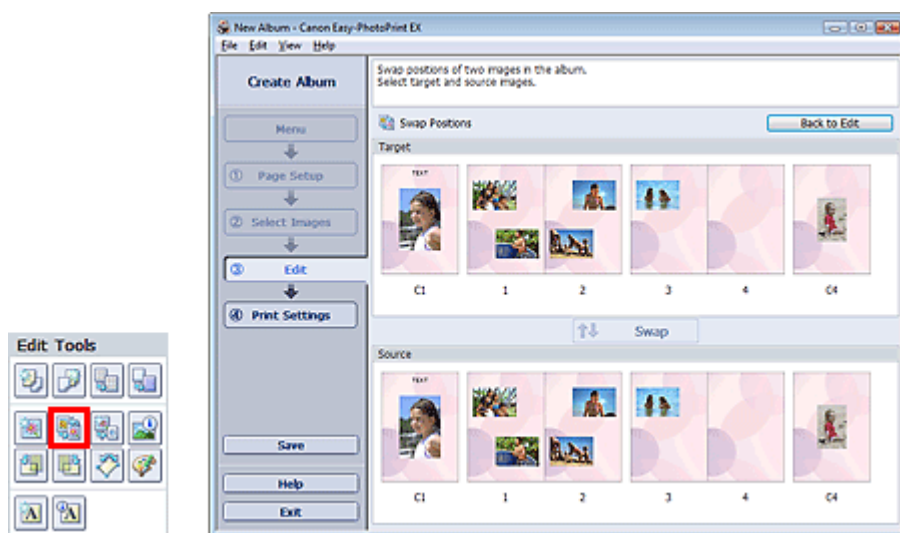 Edit Tools
New Album - Canon Easy-PhotoPrint EX
File Edit View Help
Create Album
Menu
① Page Setup
② Select Images
③ Edit
④ Print Settings
Save
Help
Exit
Swap positions of two images in the album.
Select target and source images.
Swap Positions
Back to Edit
Target
TEXT
C1 1 2 3 4 C4
Swap
Source
TEXT
C1 1 2 3 4 C4